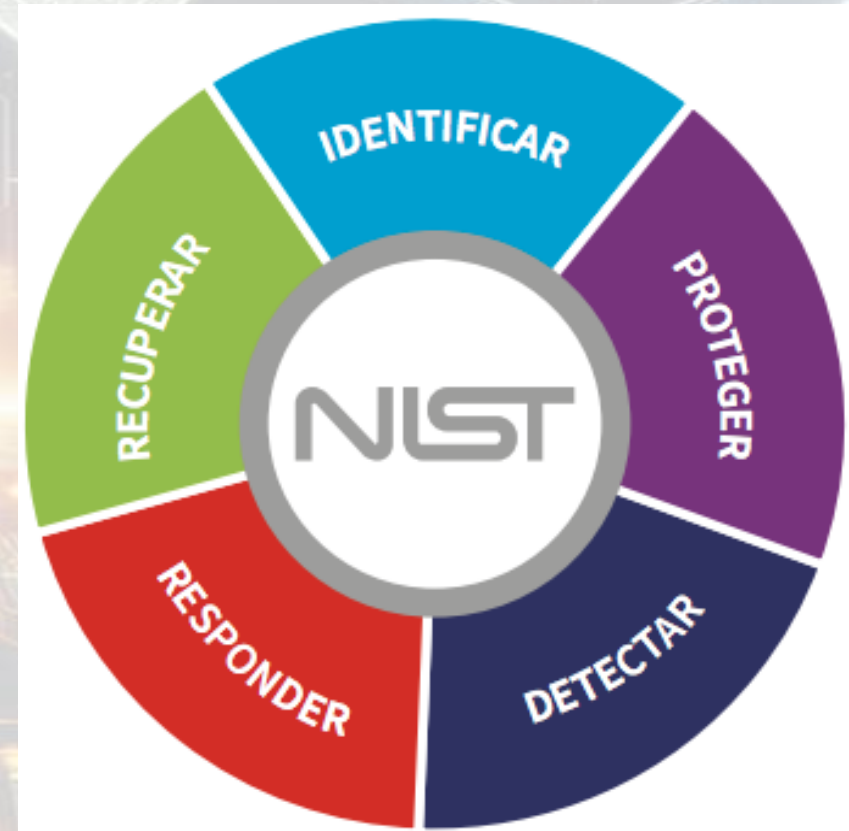 IDENTIFICAR
PROTEGER
DETECTAR
RESPONDER
RECUPERAR
NIST